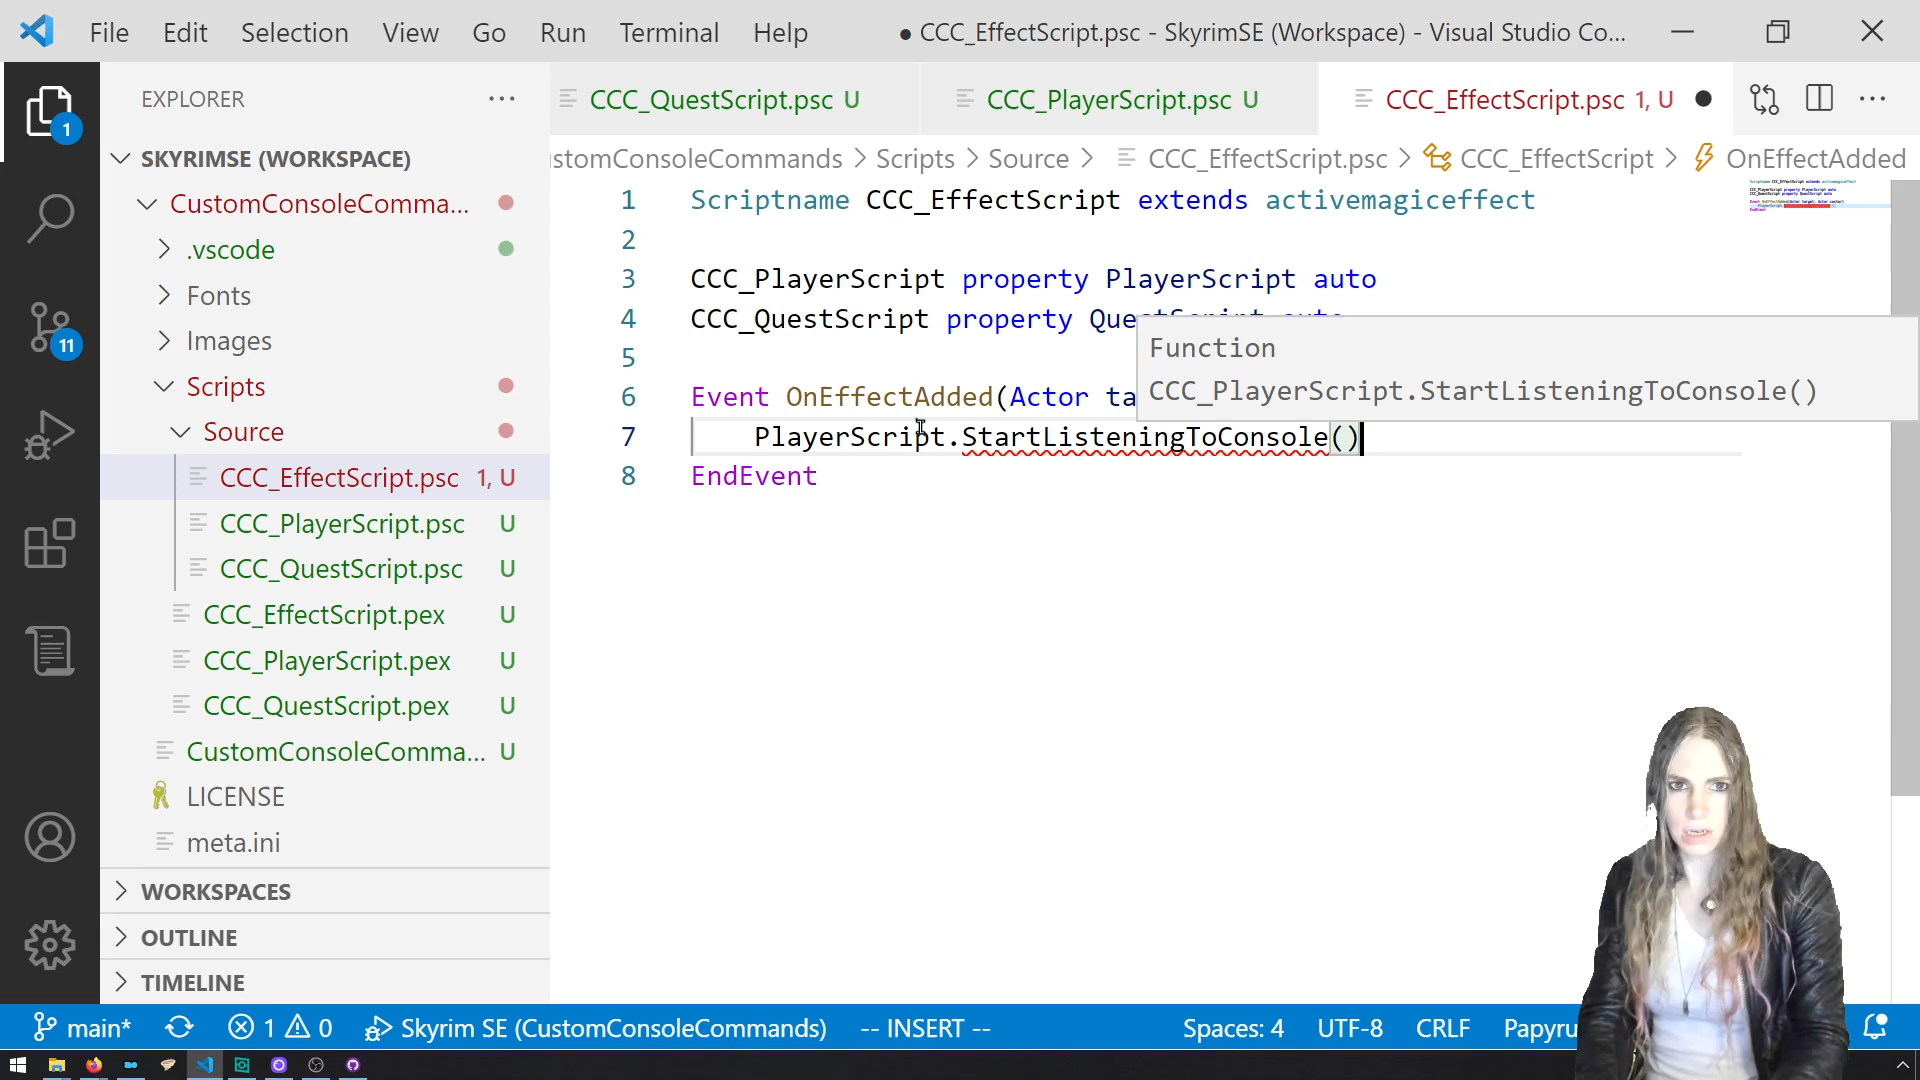 File Edit Selection View Go Run Terminal Help
● CCC_EffectScript.psc - SkyrimSE (Workspace) - Visual Studio Co...
EXPLORER
CCC_QuestScript.psc U
CCC_PlayerScript.psc U
CCC_EffectScript.psc 1, U
stomConsoleCommands > Scripts > Source > CCC_EffectScript.psc > CCC_EffectScript > OnEffectAdded
1
11
SKYRIMSE (WORKSPACE)
CustomConsoleComma...
.vscode
Fonts
Images
Scripts
Source
CCC_EffectScript.psc 1, U
CCC_PlayerScript.psc U
CCC_QuestScript.psc U
CCC_EffectScript.pex U
CCC_PlayerScript.pex U
CCC_QuestScript.pex U
CustomConsoleComma... U
LICENSE
meta.ini
WORKSPACES
OUTLINE
TIMELINE
1 Scriptname CCC_EffectScript extends activemagiceffect
2
3 CCC_PlayerScript property PlayerScript auto
4 CCC_QuestScript property QuestScript auto
5
6 Event OnEffectAdded(Actor ta
7 PlayerScript.StartListeningToConsole()
8 EndEvent
Function
CCC_PlayerScript.StartListeningToConsole()
main* 1 0 Skyrim SE (CustomConsoleCommands) -- INSERT -- Spaces: 4 UTF-8 CRLF Papyru